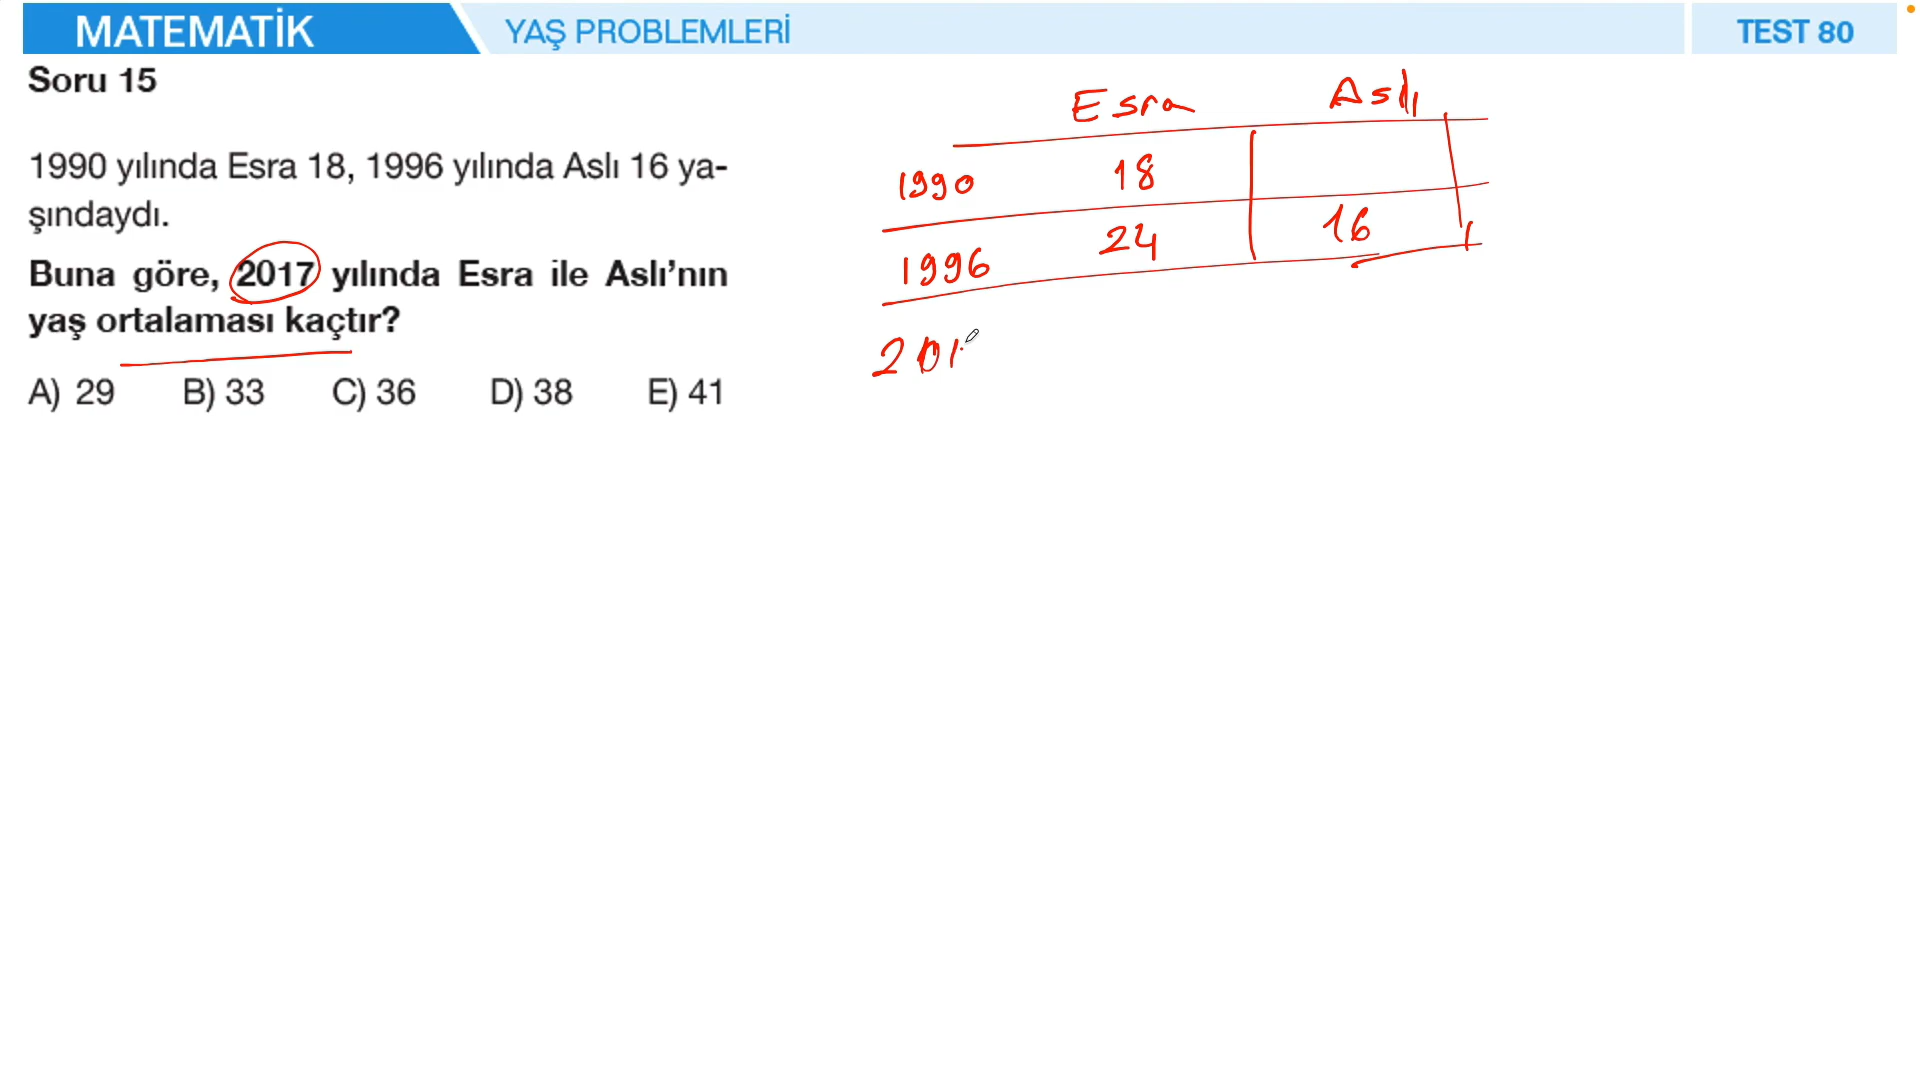 MATEMATİK YAŞ PROBLEMLERİ TEST 80
Soru 15
1990 yılında Esra 18, 1996 yılında Aslı 16 ya-
şındaydı.
Buna göre, 2017 yılında Esra ile Aslı’nın
yaş ortalaması kaçtır?
A) 29 B) 33 C) 36 D) 38 E) 41
Esra Aslı
1990 18
1996 24 16
201